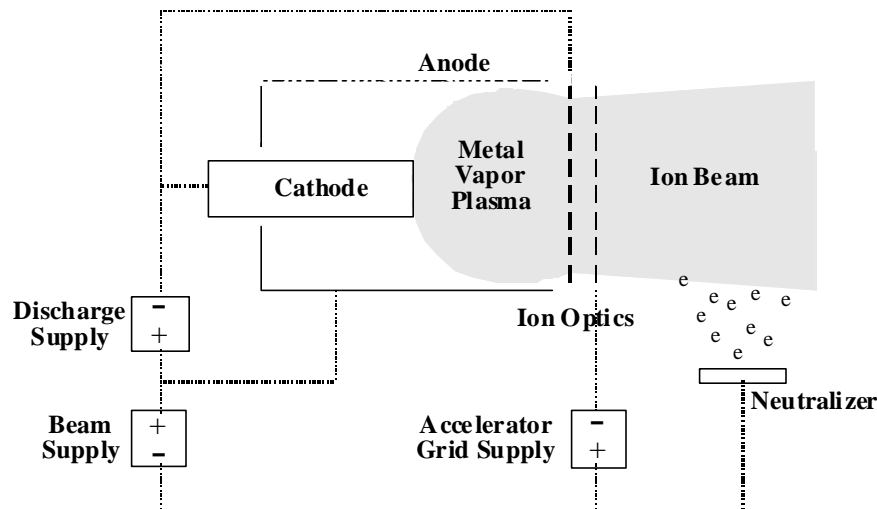 Anode
Metal
Vapor
Plasma
Cathode
Ion Beam
Discharge
Supply
-
+
Ion Optics
e
e
e
e
e
e
e
e
e
e
Beam
Supply
+
-
Accelerator
Grid Supply
-
+
Neutralizer